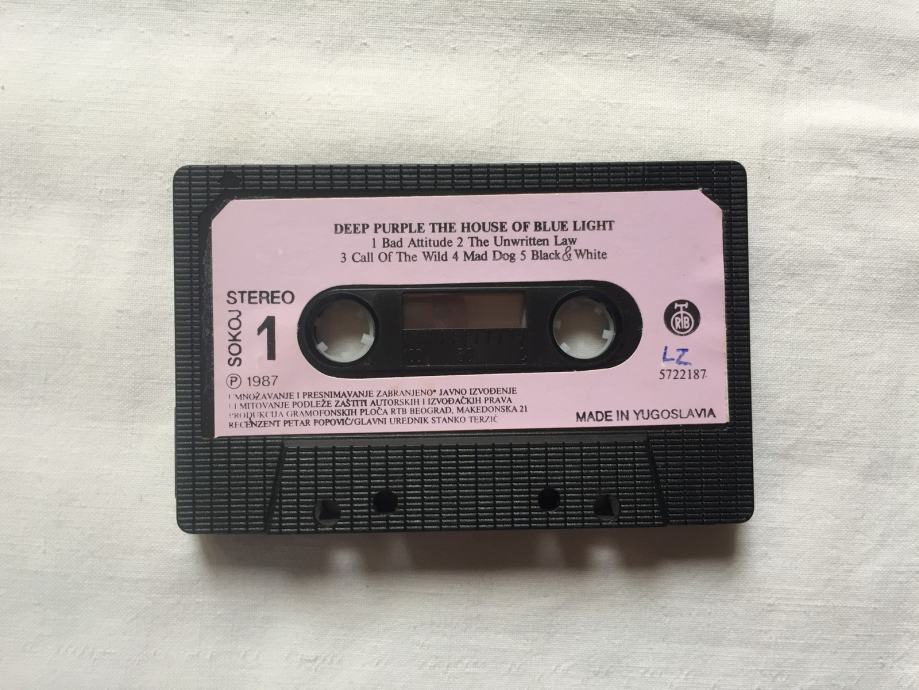 DEEP PURPLE THE HOUSE OF BLUE LIGHT
1 Bad Attitude 2 The Unwritten Law
3 Call Of The Wild 4 Mad Dog 5 Black & White
STEREO
SOKOJ
1
RTB
LZ
5722187
Ⓟ 1987
UMNOŽAVANJE I PRESNIMAVANJE ZABRANJENO* JAVNO IZVOĐENJE
I EMITOVANJE PODLEŽE ZAŠTITI AUTORSKIH I IZVOĐAČKIH PRAVA
PRODUKCIJA GRAMOFONSKIH PLOČA RTB BEOGRAD, MAKEDONSKA 21
RECENZENT PETAR POPOVIĆ/GLAVNI UREDNIK STANKO TERZIĆ
MADE IN YUGOSLAVIA